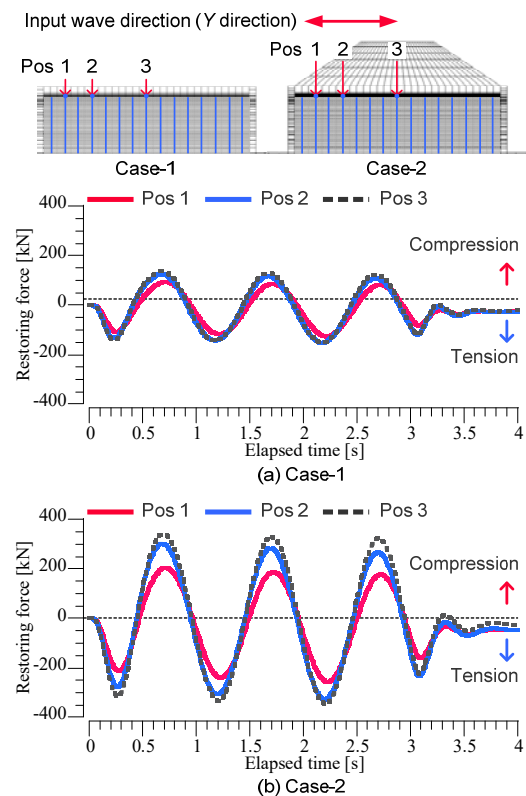 Input wave direction (Y direction)
Pos 1 2 3
1 2 3
Case-1 Case-2
Pos 1 Pos 2 Pos 3
Restoring force [kN]
400
200
0
-200
-400
Compression
Tension
0 0.5 1 1.5 2 2.5 3 3.5 4
Elapsed time [s]
(a) Case-1
Pos 1 Pos 2 Pos 3
Restoring force [kN]
400
200
0
-200
-400
Compression
Tension
0 0.5 1 1.5 2 2.5 3 3.5 4
Elapsed time [s]
(b) Case-2